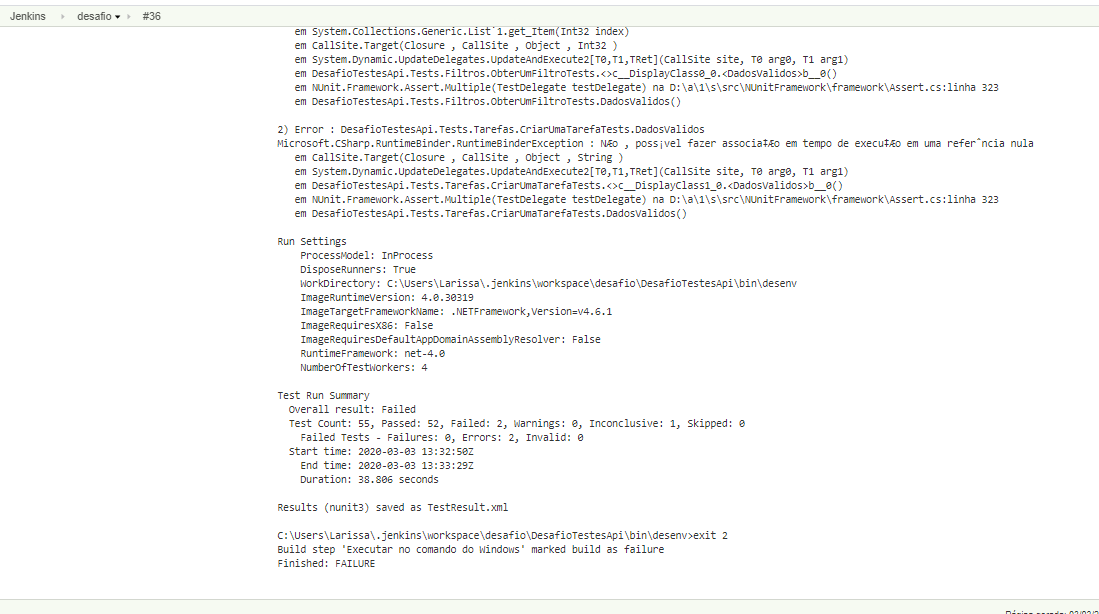 Jenkins desafio #36
em System.Collections.Generic.List`1.get_Item(Int32 index)
em CallSite.Target(Closure , CallSite , Object , Int32 )
em System.Dynamic.UpdateDelegates.UpdateAndExecute2[T0,T1,TRet](CallSite site, T0 arg0, T1 arg1)
em DesafioTestesApi.Tests.Filtros.ObterUmFiltroTests.<>c__DisplayClass0_0.<DadosValidos>b__0()
em NUnit.Framework.Assert.Multiple(TestDelegate testDelegate) na D:\a\1\s\src\NUnitFramework\framework\Assert.cs:linha 323
em DesafioTestesApi.Tests.Filtros.ObterUmFiltroTests.DadosValidos()
2) Error : DesafioTestesApi.Tests.Tarefas.CriarUmaTarefaTests.DadosValidos
Microsoft.CSharp.RuntimeBinder.RuntimeBinderException : NÆo , poss¡vel fazer associa‡Æo em tempo de execu‡Æo em uma referˆncia nula
em CallSite.Target(Closure , CallSite , Object , String )
em System.Dynamic.UpdateDelegates.UpdateAndExecute2[T0,T1,TRet](CallSite site, T0 arg0, T1 arg1)
em DesafioTestesApi.Tests.Tarefas.CriarUmaTarefaTests.<>c__DisplayClass1_0.<DadosValidos>b__0()
em NUnit.Framework.Assert.Multiple(TestDelegate testDelegate) na D:\a\1\s\src\NUnitFramework\framework\Assert.cs:linha 323
em DesafioTestesApi.Tests.Tarefas.CriarUmaTarefaTests.DadosValidos()
Run Settings
ProcessModel: InProcess
DisposeRunners: True
WorkDirectory: C:\Users\Larissa\.jenkins\workspace\desafio\DesafioTestesApi\bin\desenv
ImageRuntimeVersion: 4.0.30319
ImageTargetFrameworkName: .NETFramework,Version=v4.6.1
ImageRequiresX86: False
ImageRequiresDefaultAppDomainAssemblyResolver: False
RuntimeFramework: net-4.0
NumberOfTestWorkers: 4
Test Run Summary
Overall result: Failed
Test Count: 55, Passed: 52, Failed: 2, Warnings: 0, Inconclusive: 1, Skipped: 0
Failed Tests - Failures: 0, Errors: 2, Invalid: 0
Start time: 2020-03-03 13:32:50Z
End time: 2020-03-03 13:33:29Z
Duration: 38.806 seconds
Results (nunit3) saved as TestResult.xml
C:\Users\Larissa\.jenkins\workspace\desafio\DesafioTestesApi\bin\desenv>exit 2
Build step 'Executar no comando do Windows' marked build as failure
Finished: FAILURE